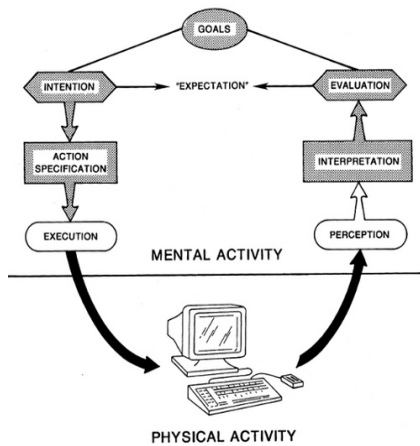 GOALS
INTENTION
"EXPECTATION"
EVALUATION
ACTION
SPECIFICATION
INTERPRETATION
EXECUTION
PERCEPTION
MENTAL ACTIVITY
PHYSICAL ACTIVITY